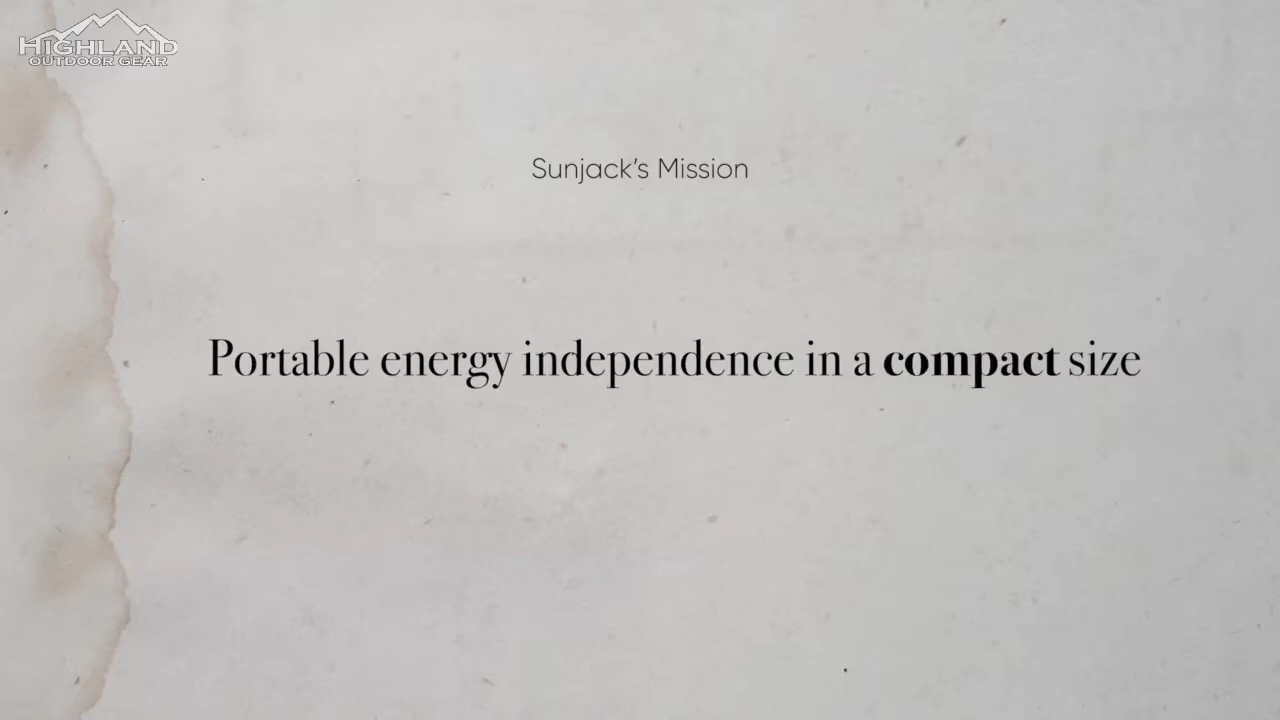 HIGHLAND
OUTDOOR GEAR
Sunjack's Mission
Portable energy independence in a compact size